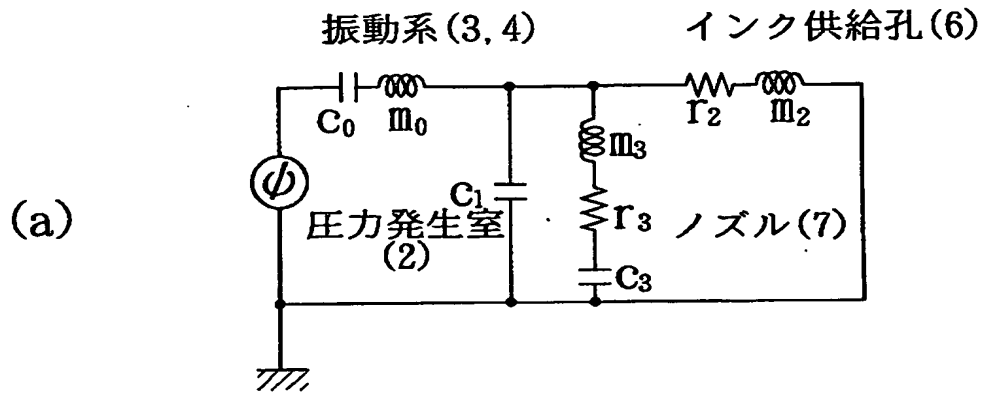 振動系(3,4)
インク供給孔(6)
C0
m0
r2
m2
m3
ψ
C1
(a)
圧力発生室
(2)
r3
ノズル(7)
C3